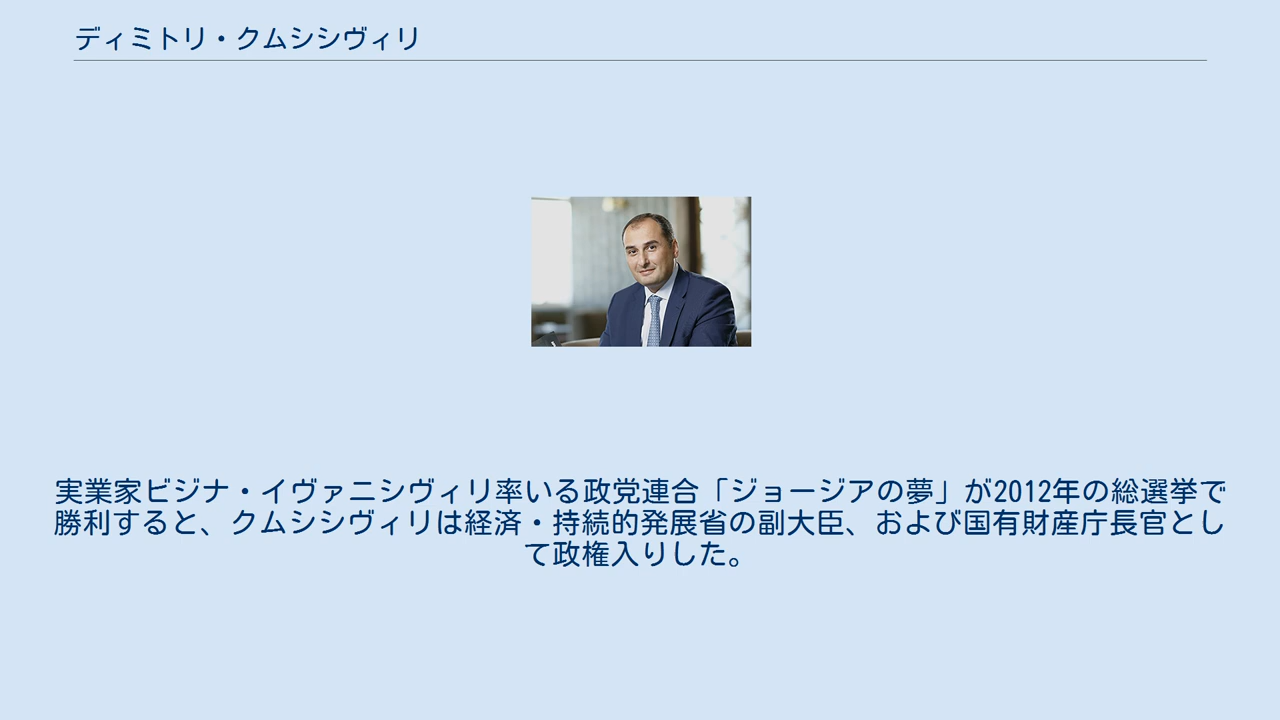 ディミトリ・クムシシヴィリ
実業家ビジナ・イヴァニシヴィリ率いる政党連合「ジョージアの夢」が2012年の総選挙で
勝利すると、クムシシヴィリは経済・持続的発展省の副大臣、および国有財産庁長官とし
て政権入りした。